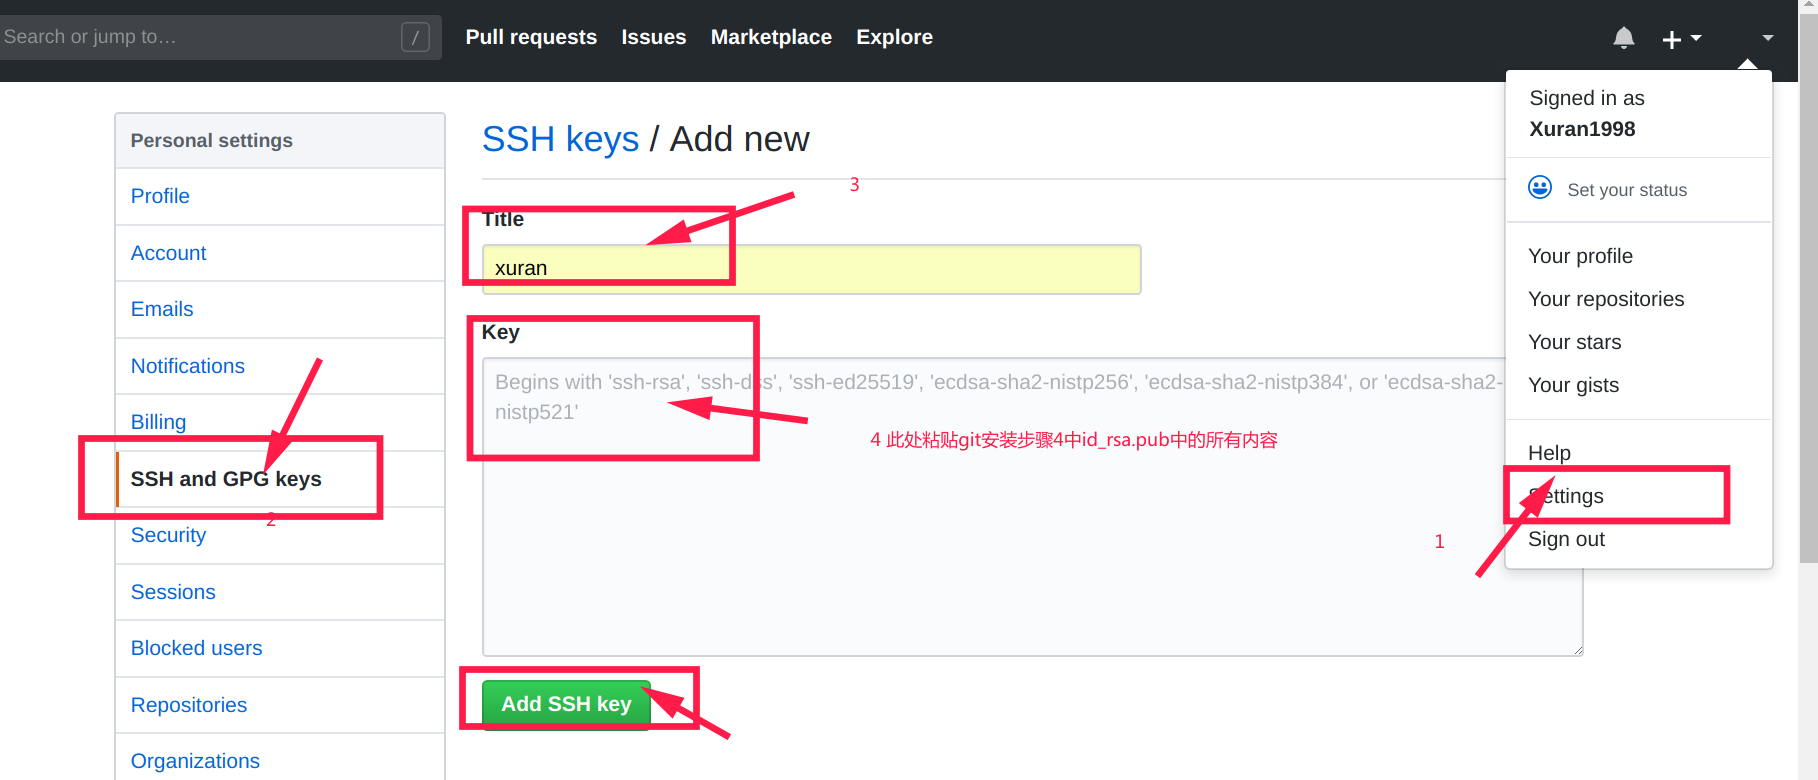 Search or jump to…
/
Pull requests
Issues
Marketplace
Explore
Signed in as
Xuran1998
Set your status
Your profile
Your repositories
Your stars
Your gists
Help
Settings
Sign out
1
Personal settings
Profile
Account
Emails
Notifications
Billing
SSH and GPG keys
2
Security
Sessions
Blocked users
Repositories
Organizations
SSH keys / Add new
3
Title
xuran
Key
Begins with 'ssh-rsa', 'ssh-dss', 'ssh-ed25519', 'ecdsa-sha2-nistp256', 'ecdsa-sha2-nistp384', or 'ecdsa-sha2-
nistp521'
4 此处粘贴git安装步骤4中id_rsa.pub中的所有内容
Add SSH key